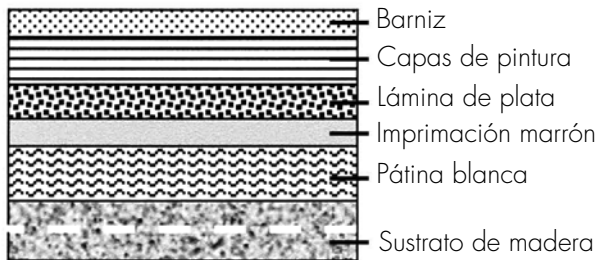 Barniz
Capas de pintura
Lámina de plata
Imprimación marrón
Pátina blanca
Sustrato de madera